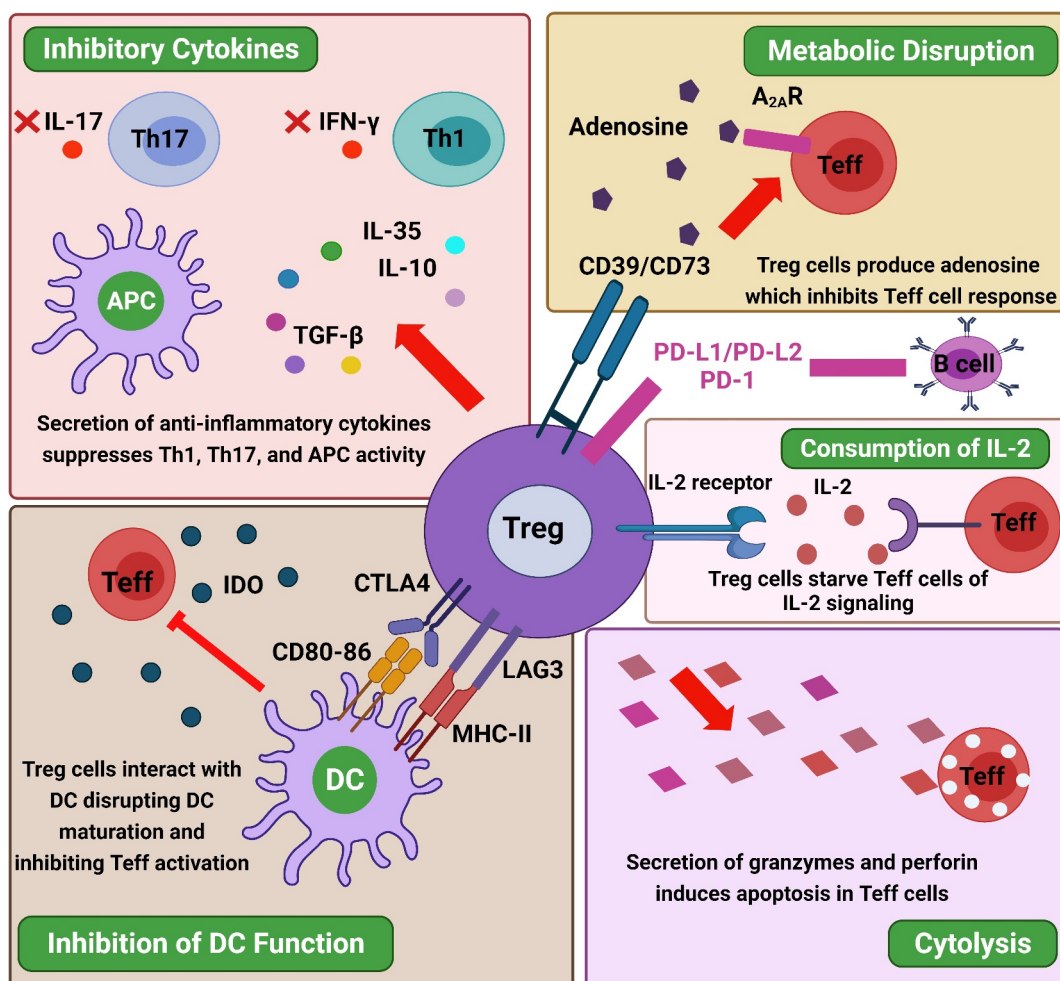 Inhibitory Cytokines
IL-17
Th17
IFN-γ
Th1
APC
IL-35
IL-10
TGF-β
Secretion of anti-inflammatory cytokines
suppresses Th1, Th17, and APC activity
Metabolic Disruption
A2AR
Adenosine
Teff
CD39/CD73
Treg cells produce adenosine
which inhibits Teff cell response
PD-L1/PD-L2
PD-1
B cell
Consumption of IL-2
IL-2 receptor
IL-2
Teff
Treg cells starve Teff cells of
IL-2 signaling
Treg
Teff
IDO
CTLA4
CD80-86
LAG3
MHC-II
DC
Treg cells interact with
DC disrupting DC
maturation and
inhibiting Teff activation
Inhibition of DC Function
Teff
Secretion of granzymes and perforin
induces apoptosis in Teff cells
Cytolysis